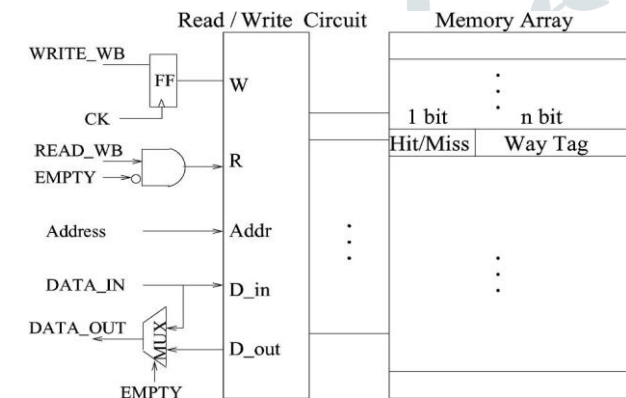 Read / Write Circuit
Memory Array
WRITE_WB
FF
W
CK
1 bit
n bit
READ_WB
Hit/Miss
Way Tag
R
EMPTY
Address
Addr
DATA_IN
D_in
DATA_OUT
MUX
D_out
EMPTY